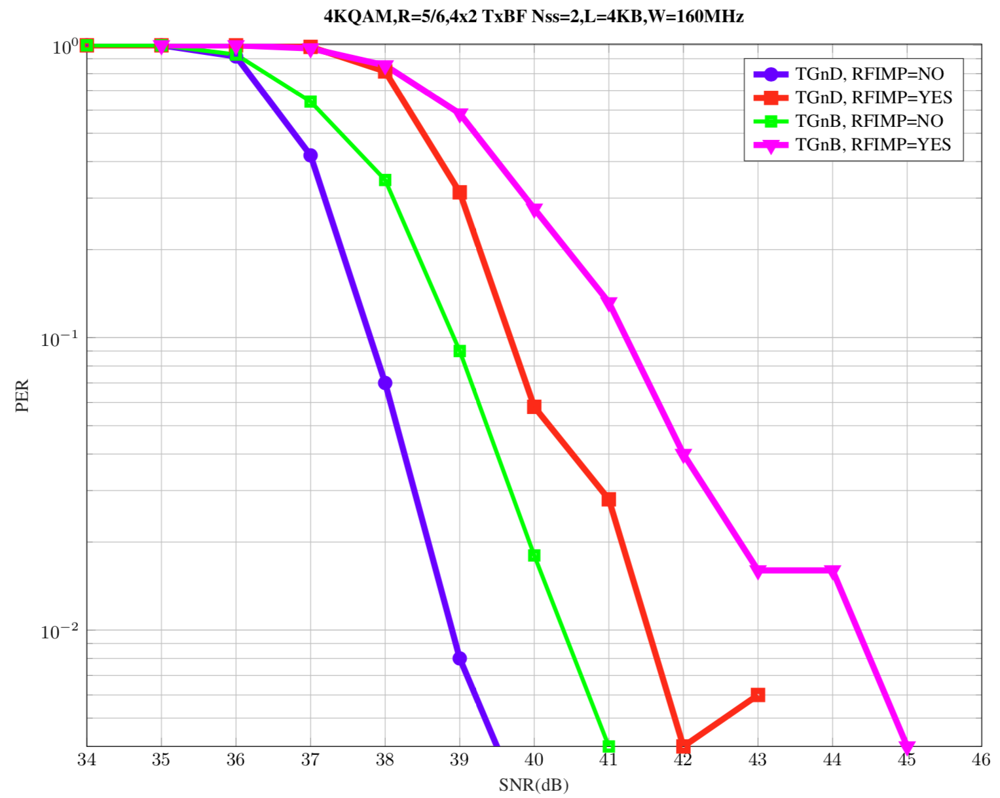 4KQAM,R=5/6,4x2 TxBF Nss=2,L=4KB,W=160MHz
10⁰
TGnD, RFIMP=NO
TGnD, RFIMP=YES
TGnB, RFIMP=NO
TGnB, RFIMP=YES
10⁻¹
PER
10⁻²
34 35 36 37 38 39 40 41 42 43 44 45 46
SNR(dB)